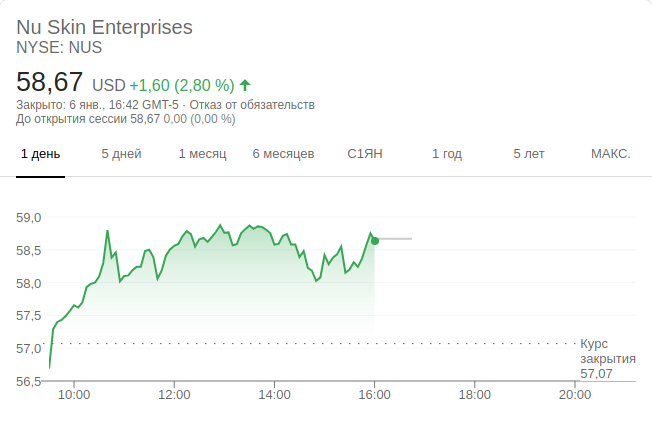 Nu Skin Enterprises
NYSE: NUS
58,67 USD +1,60 (2,80 %)
Закрыто: 6 янв., 16:42 GMT-5 · Отказ от обязательств
До открытия сессии 58,67 0,00 (0,00 %)
1 день 5 дней 1 месяц 6 месяцев С1ЯН 1 год 5 лет МАКС.
59,0
58,5
58,0
57,5
57,0
56,5
Курс
закрытия
57,07
10:00 12:00 14:00 16:00 18:00 20:00